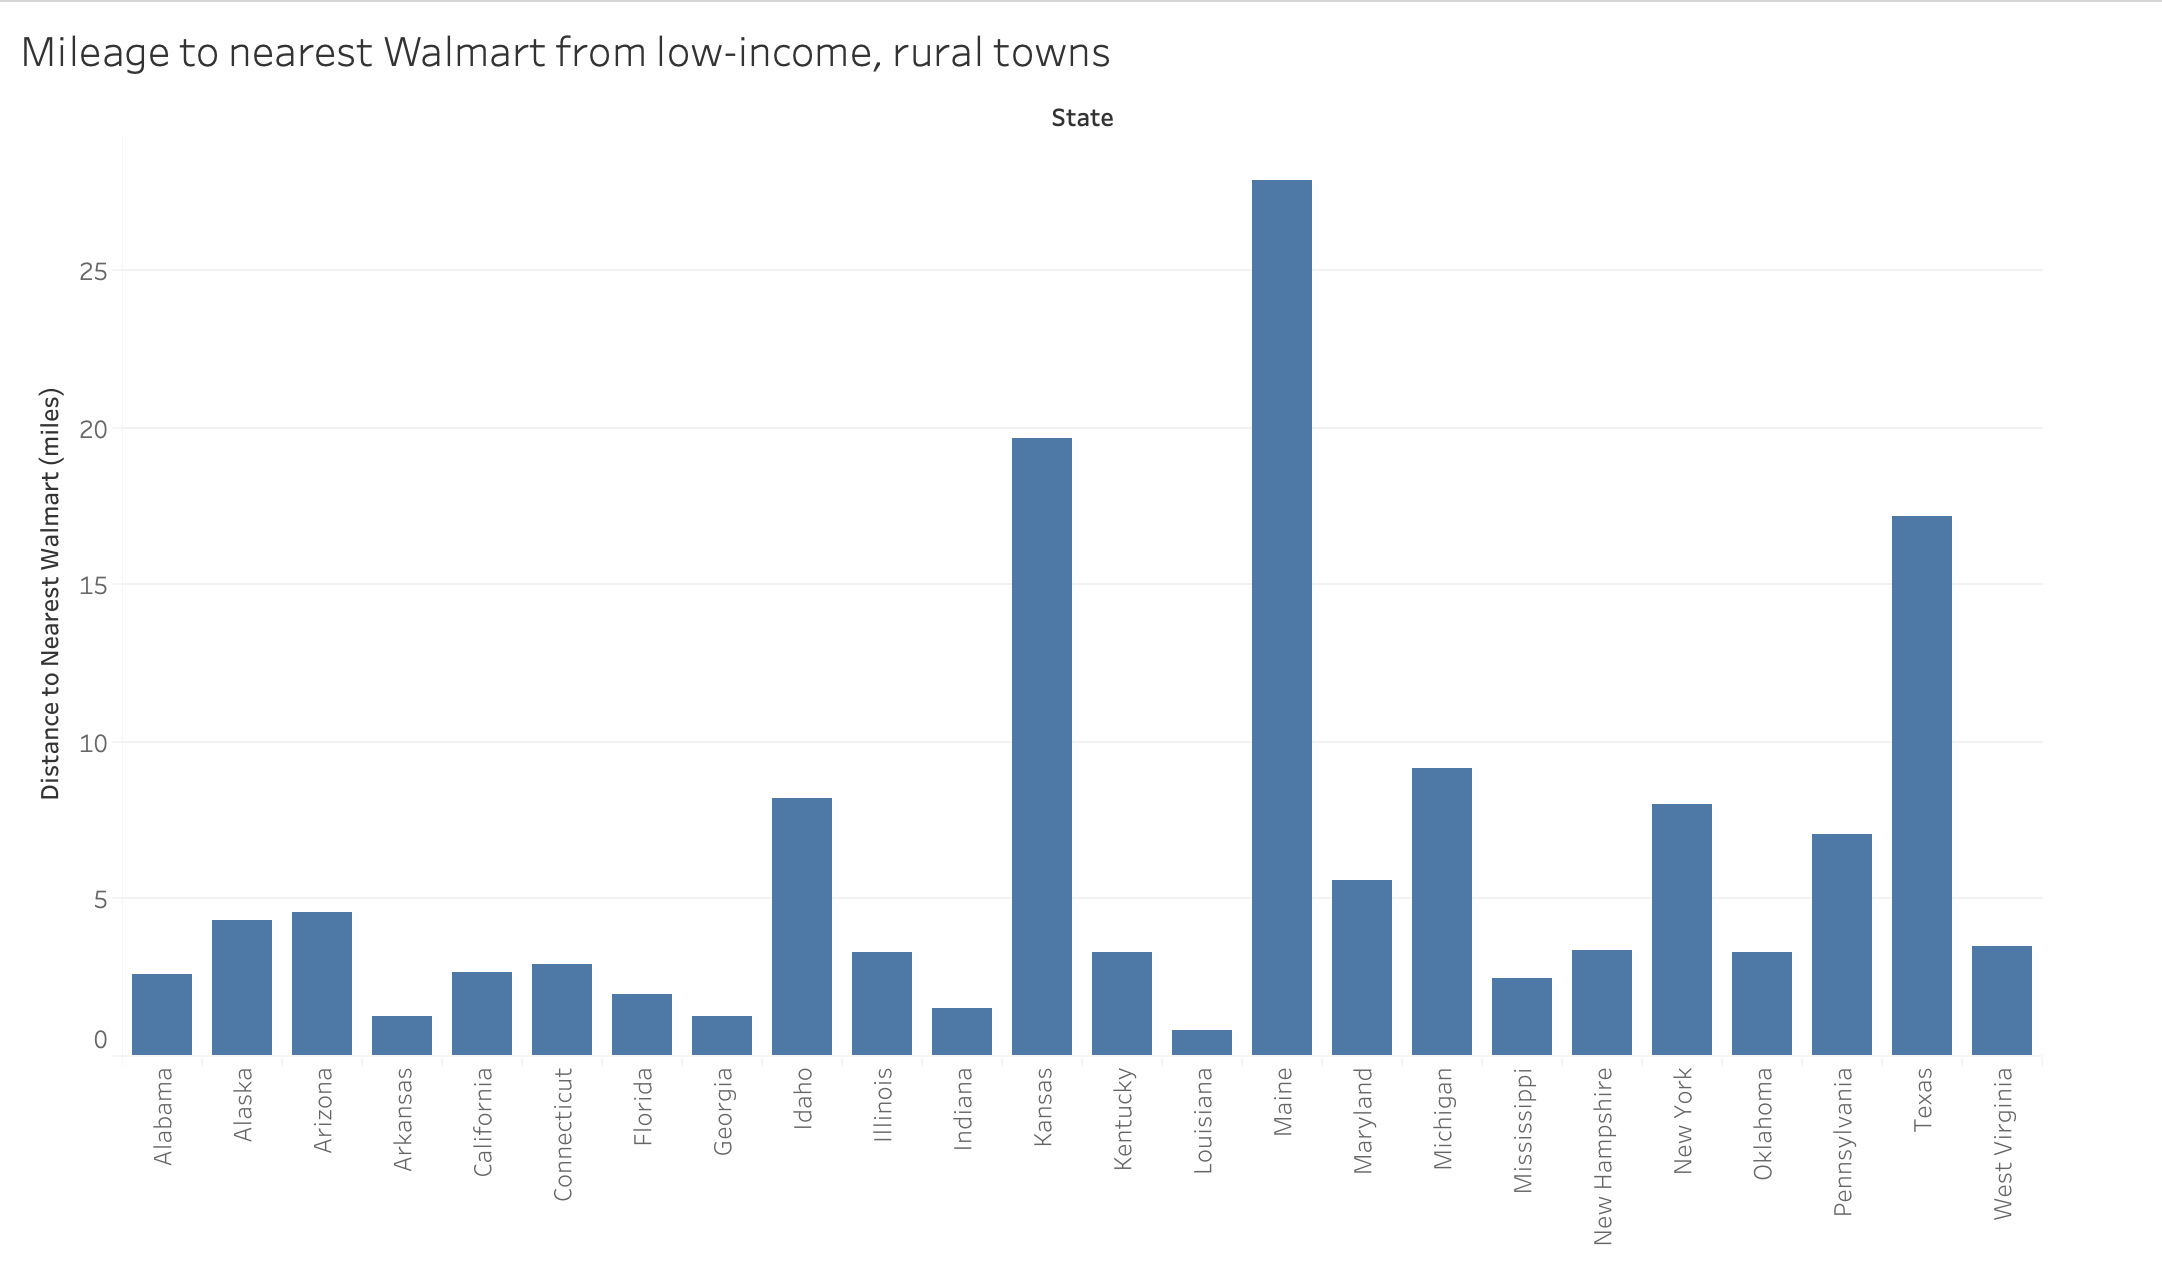 Mileage to nearest Walmart from low-income, rural towns
State
Distance to Nearest Walmart (miles)
25
20
15
10
5
0
Alabama
Alaska
Arizona
Arkansas
California
Connecticut
Florida
Georgia
Idaho
Illinois
Indiana
Kansas
Kentucky
Louisiana
Maine
Maryland
Michigan
Mississippi
New Hampshire
New York
Oklahoma
Pennsylvania
Texas
West Virginia